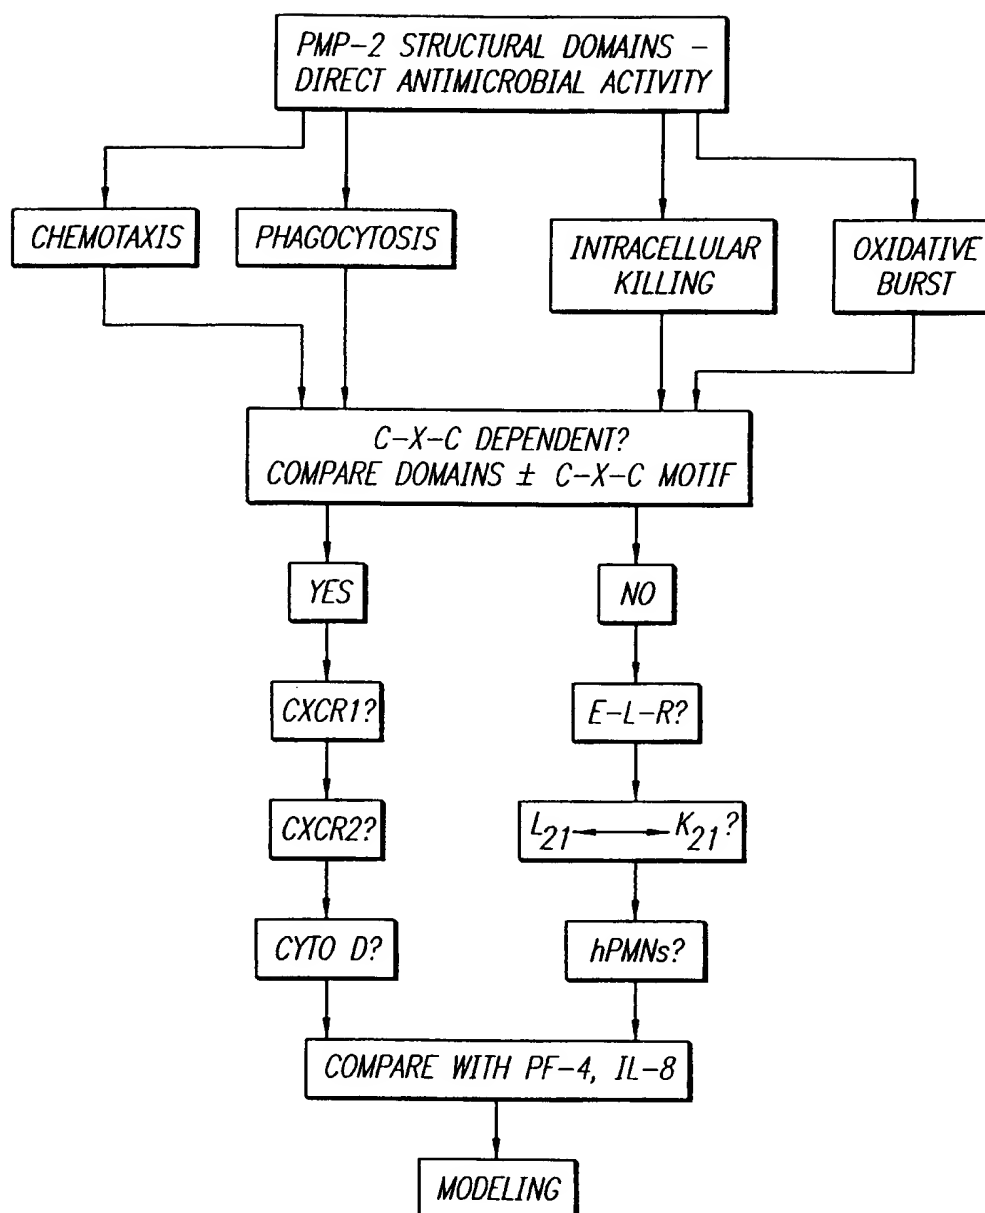 PMP-2 STRUCTURAL DOMAINS –
DIRECT ANTIMICROBIAL ACTIVITY
CHEMOTAXIS
PHAGOCYTOSIS
INTRACELLULAR
KILLING
OXIDATIVE
BURST
C-X-C DEPENDENT?
COMPARE DOMAINS ± C-X-C MOTIF
YES
NO
CXCR1?
E-L-R?
CXCR2?
L21 K21?
CYTO D?
hPMNs?
COMPARE WITH PF-4, IL-8
MODELING